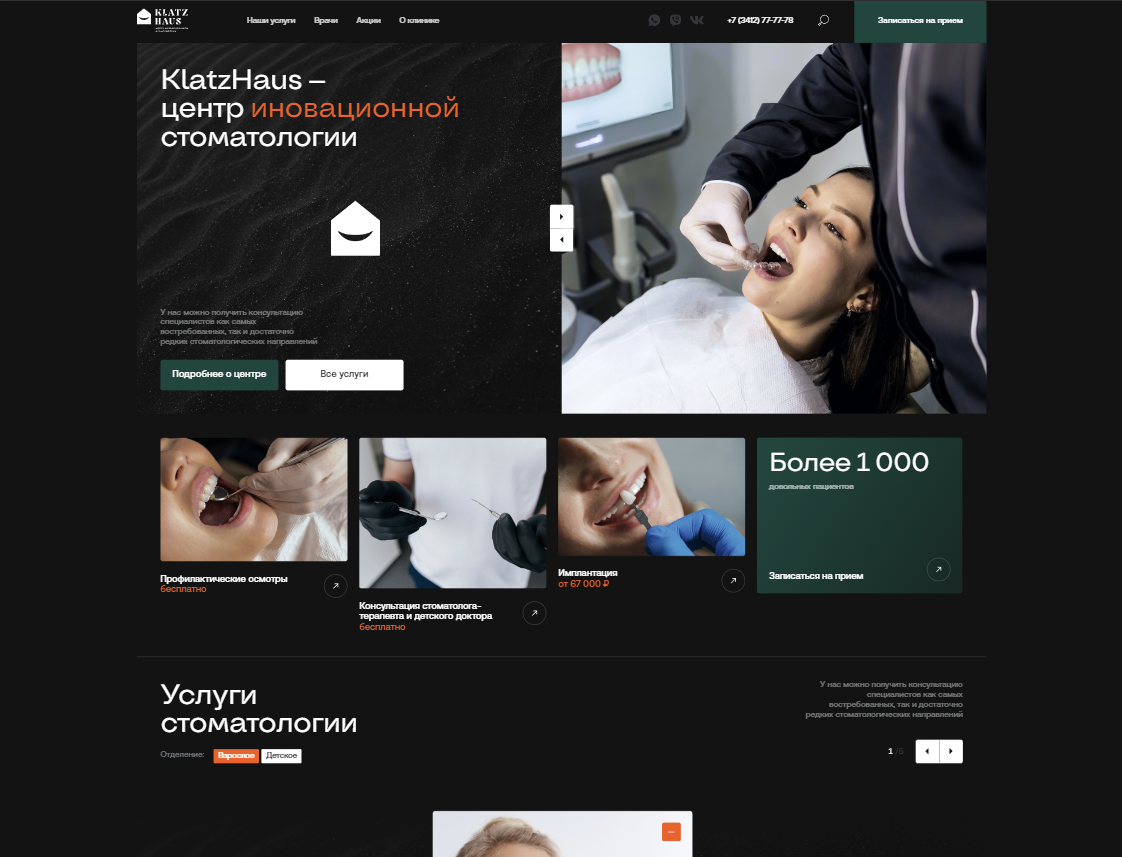 KLATZ
HAUS
Наши услуги
Врачи
Акции
О клинике
+7 (3412) 77-77-78
Записаться на прием
KlatzHaus –
центр иновационной
стоматологии
У нас можно получить консультацию
специалистов как самых
востребованных, так и достаточно
редких стоматологических направлений
Подробнее о центре
Все услуги
Профилактические осмотры
бесплатно
Консультация стоматолога-
терапевта и детского доктора
бесплатно
Имплантация
от 67 000 ₽
Более 1 000
довольных пациентов
Записаться на прием
Услуги
стоматологии
Отделение:
Взрослое
Детское
У нас можно получить консультацию
специалистов как самых
востребованных, так и достаточно
редких стоматологических направлений
1 /5